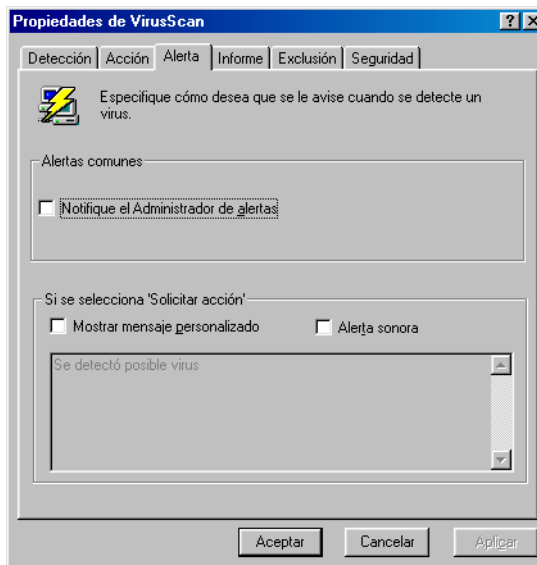 Propiedades de VirusScan
Detección Acción Alerta Informe Exclusión Seguridad
Especifique cómo desea que se le avise cuando se detecte un
virus.
Alertas comunes
Notifique el Administrador de alertas
Si se selecciona 'Solicitar acción'
Mostrar mensaje personalizado Alerta sonora
Se detectó posible virus
Aceptar Cancelar Aplicar